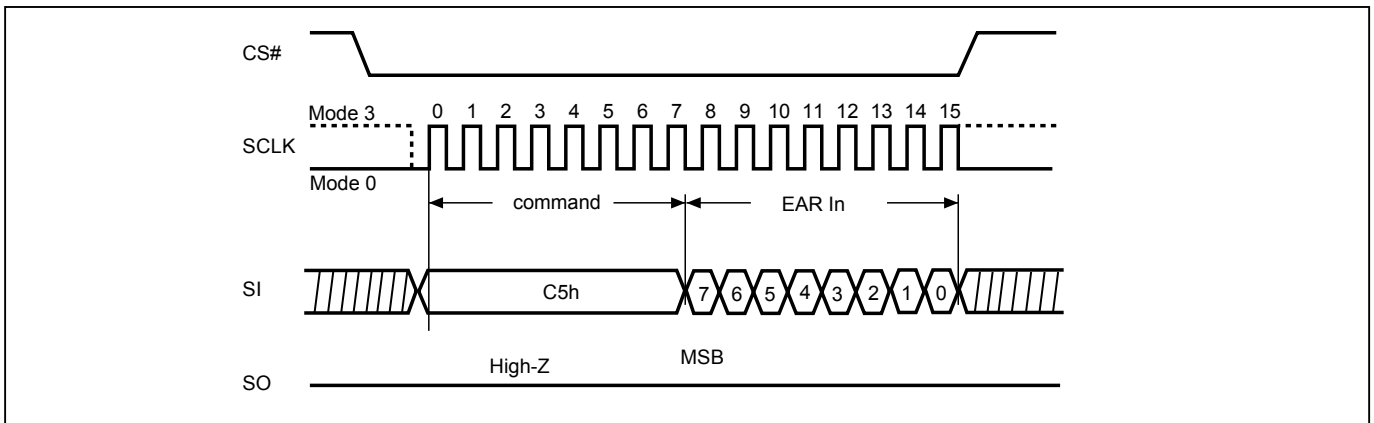 CS#
Mode 3
0 1 2 3 4 5 6 7 8 9 10 11 12 13 14 15
SCLK
Mode 0
command
EAR In
SI
C5h
7 6 5 4 3 2 1 0
High-Z
MSB
SO